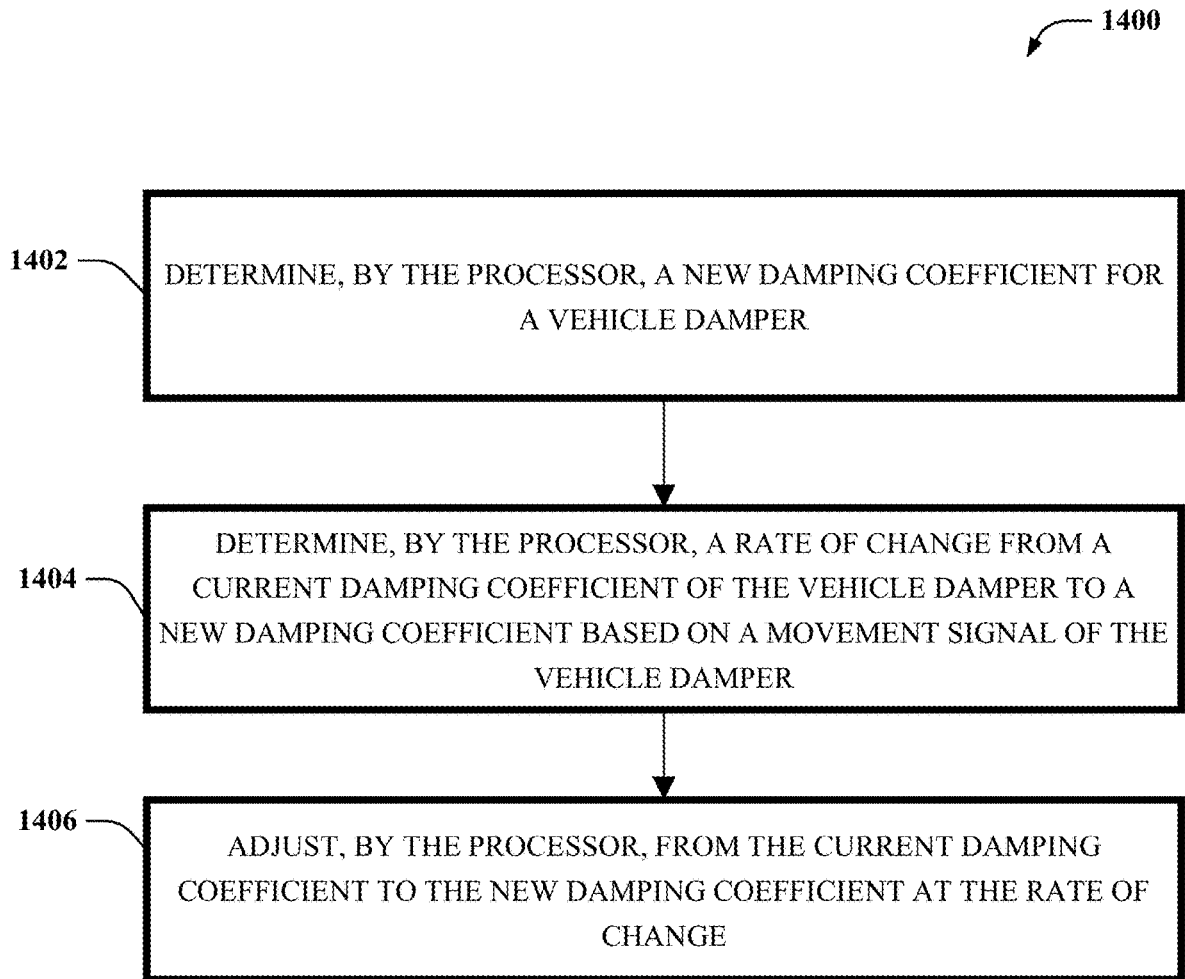 1400
1402
DETERMINE, BY THE PROCESSOR, A NEW DAMPING COEFFICIENT FOR
A VEHICLE DAMPER
1404
DETERMINE, BY THE PROCESSOR, A RATE OF CHANGE FROM A
CURRENT DAMPING COEFFICIENT OF THE VEHICLE DAMPER TO A
NEW DAMPING COEFFICIENT BASED ON A MOVEMENT SIGNAL OF THE
VEHICLE DAMPER
1406
ADJUST, BY THE PROCESSOR, FROM THE CURRENT DAMPING
COEFFICIENT TO THE NEW DAMPING COEFFICIENT AT THE RATE OF
CHANGE